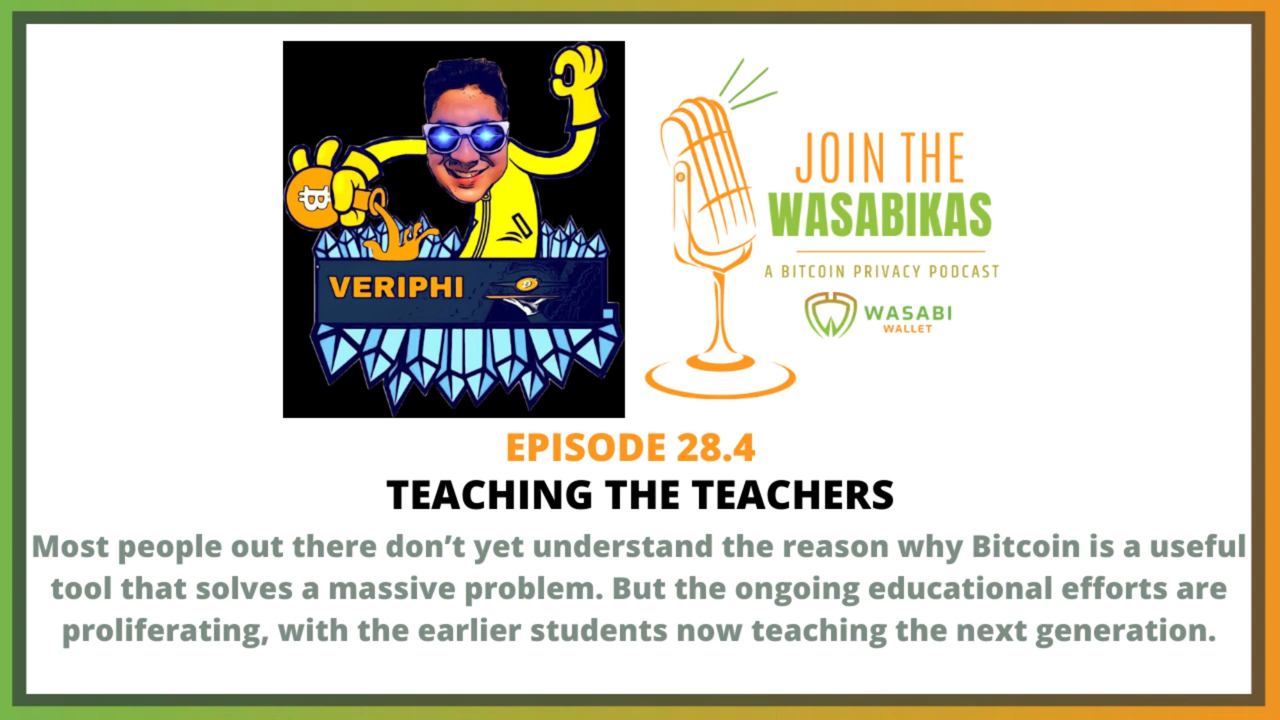 VERIPHI
JOIN THE
WASABIKAS
A BITCOIN PRIVACY PODCAST
WASABI
WALLET
EPISODE 28.4
TEACHING THE TEACHERS
Most people out there don’t yet understand the reason why Bitcoin is a useful
tool that solves a massive problem. But the ongoing educational efforts are
proliferating, with the earlier students now teaching the next generation.